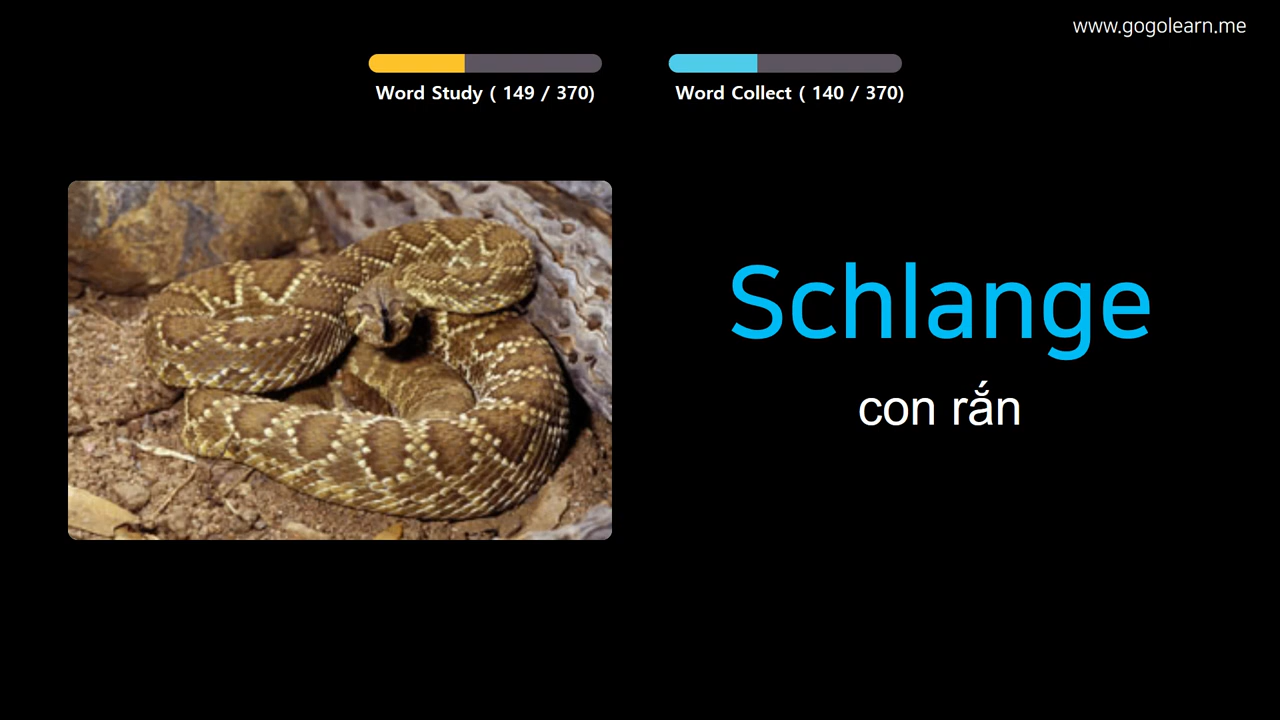 www.gogolearn.me
Word Study ( 149 / 370)
Word Collect ( 140 / 370)
Schlange
con rắn